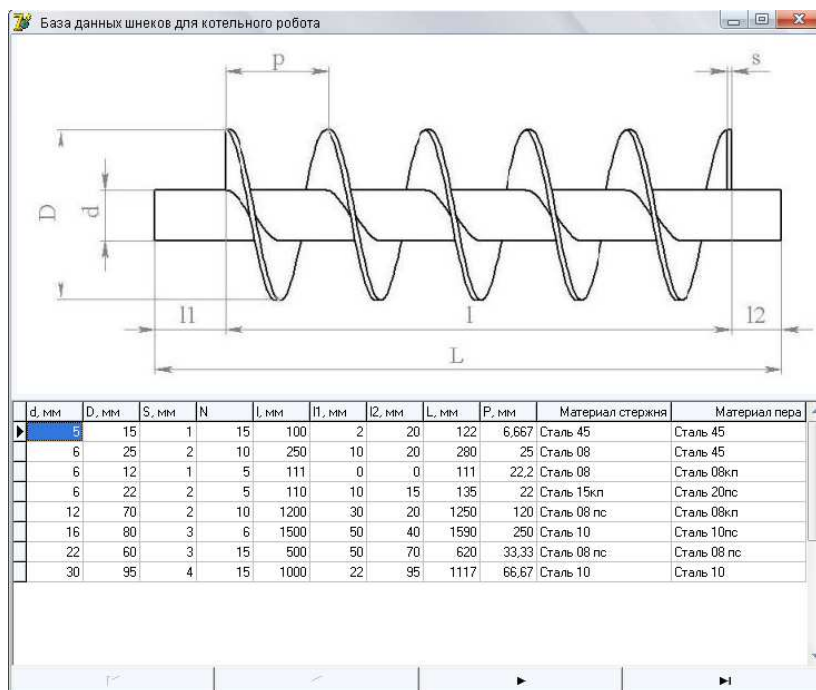 База данных шнеков для котельного робота
p s
D d
l1 l l2
L
d, мм D, мм S, мм N l, мм l1, мм l2, мм L, мм P, мм Материал стержня Материал пера
5 15 1 15 100 2 20 122 6,667 Сталь 45 Сталь 45
6 25 2 10 250 10 20 280 25 Сталь 08 Сталь 45
6 12 1 5 111 0 0 111 22,2 Сталь 08 Сталь 08кп
6 22 2 5 110 10 15 135 22 Сталь 15кп Сталь 20пс
12 70 2 10 1200 30 20 1250 120 Сталь 08 пс Сталь 08кп
16 80 3 6 1500 50 40 1590 250 Сталь 10 Сталь 10пс
22 60 3 15 500 50 70 620 33,33 Сталь 08 пс Сталь 08 пс
30 95 4 15 1000 22 95 1117 66,67 Сталь 10 Сталь 10